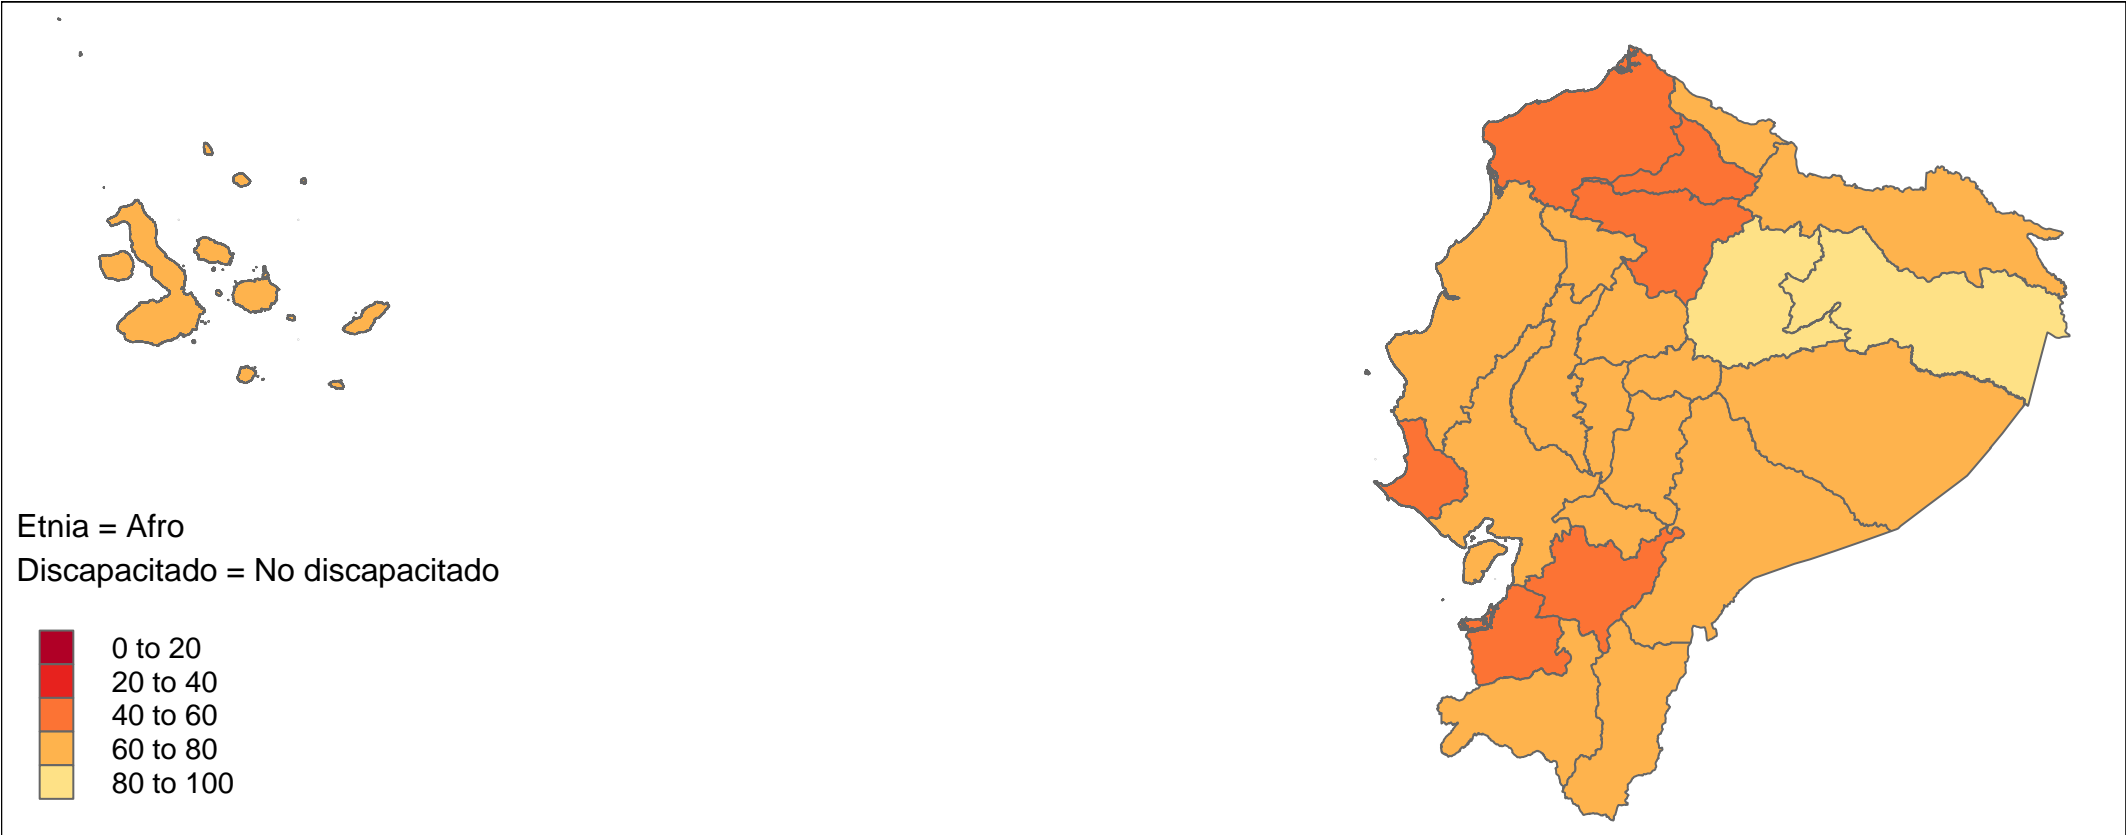 Etnia = Afro
Discapacitado = No discapacitado
0 to 20
20 to 40
40 to 60
60 to 80
80 to 100